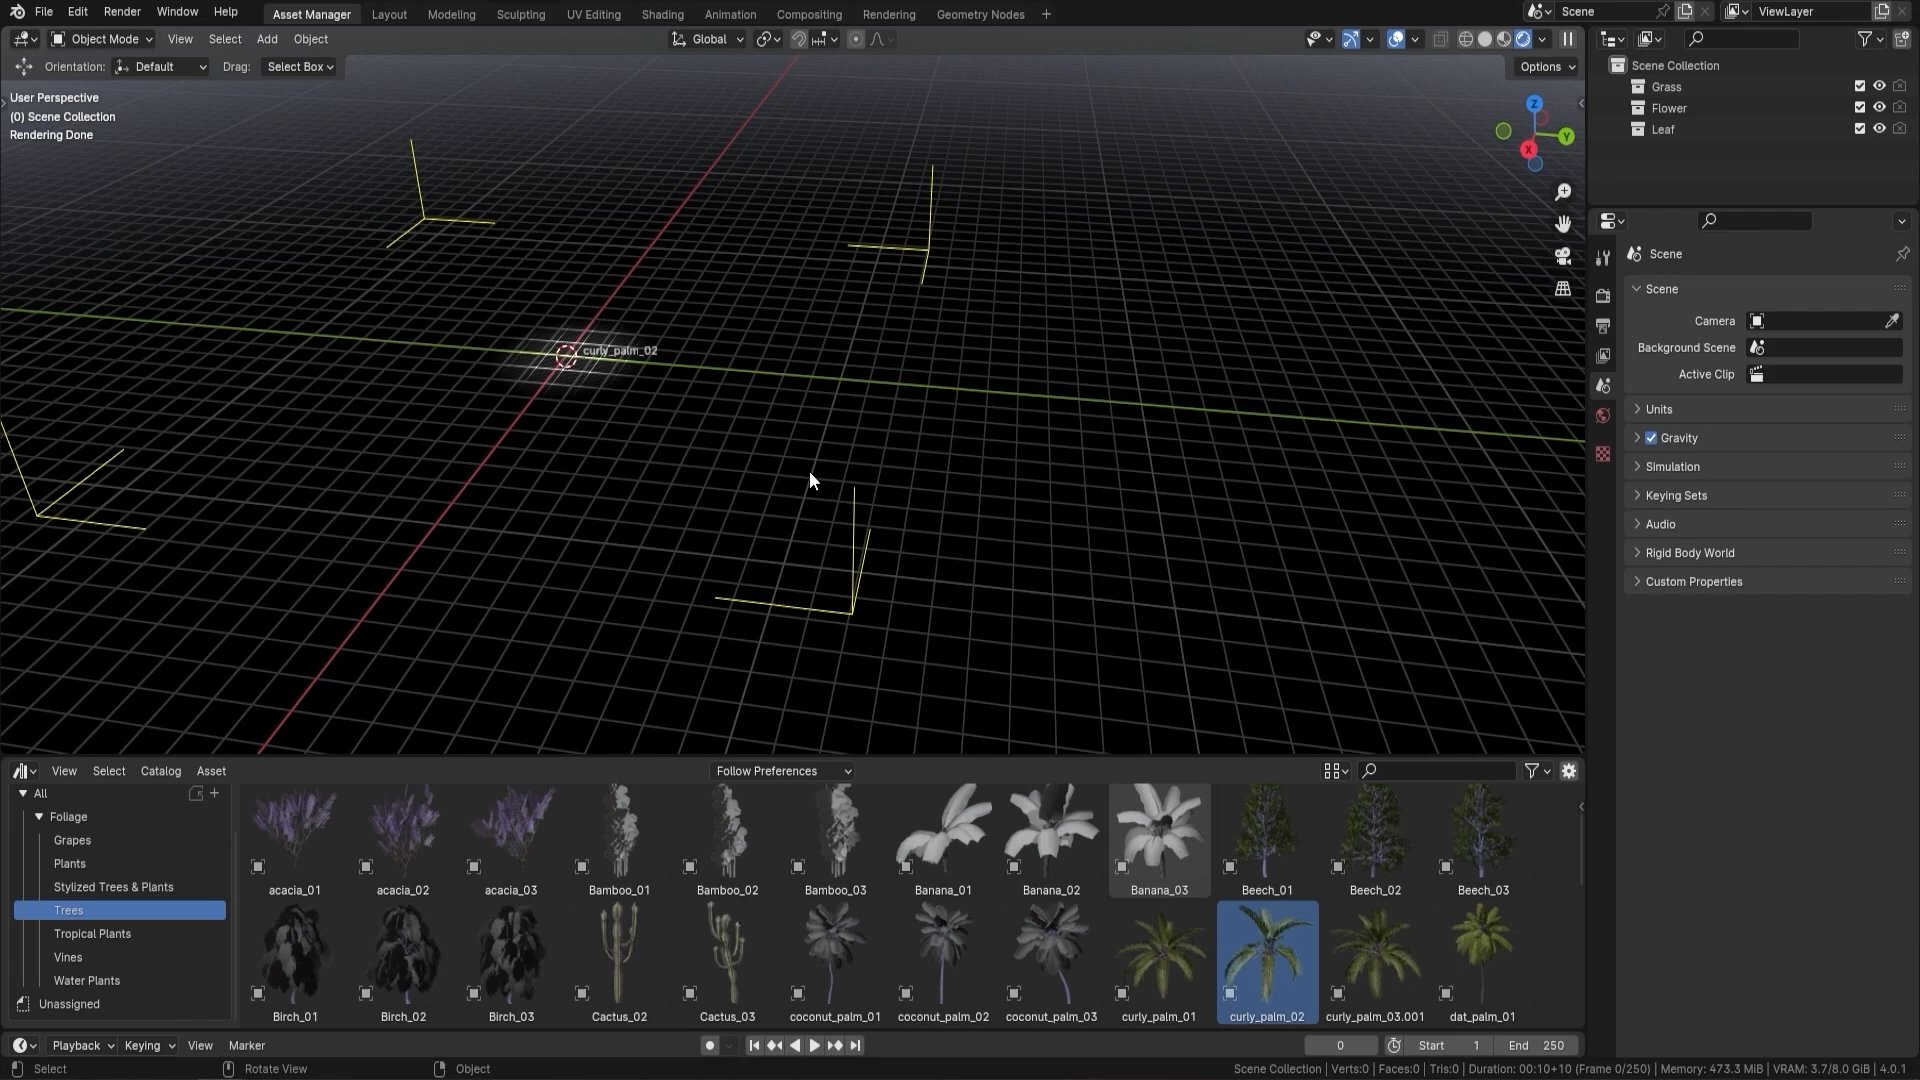 File Edit Render Window Help Asset Manager Layout Modeling Sculpting UV Editing Shading Animation Compositing Rendering Geometry Nodes + Scene ViewLayer
Object Mode View Select Add Object Global
Orientation: Default Drag: Select Box Options
User Perspective
(0) Scene Collection
Rendering Done
Z
Y
X
curly_palm_02
Scene Collection
Grass
Flower
Leaf
Scene
Scene
Camera
Background Scene
Active Clip
Units
Gravity
Simulation
Keying Sets
Audio
Rigid Body World
Custom Properties
View Select Catalog Asset Follow Preferences
All
Foliage
Grapes
Plants
Stylized Trees & Plants
Trees
Tropical Plants
Vines
Water Plants
Unassigned
acacia_01 acacia_02 acacia_03 Bamboo_01 Bamboo_02 Bamboo_03 Banana_01 Banana_02 Banana_03 Beech_01 Beech_02 Beech_03
Birch_01 Birch_02 Birch_03 Cactus_02 Cactus_03 coconut_palm_01 coconut_palm_02 coconut_palm_03 curly_palm_01 curly_palm_02 curly_palm_03.001 dat_palm_01
Playback Keying View Marker 0 Start 1 End 250
Select Rotate View Object Scene Collection | Verts:0 | Faces:0 | Tris:0 | Duration: 00:10+10 (Frame 0/250) | Memory: 473.3 MiB | VRAM: 3.7/8.0 GiB | 4.0.1